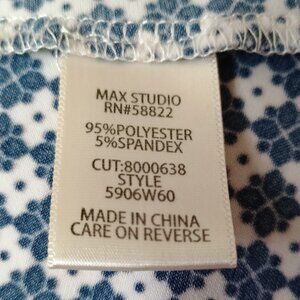 MAX STUDIO
RN#58822
95%POLYESTER
5%SPANDEX
CUT:8000638
STYLE
5906W60
MADE IN CHINA
CARE ON REVERSE